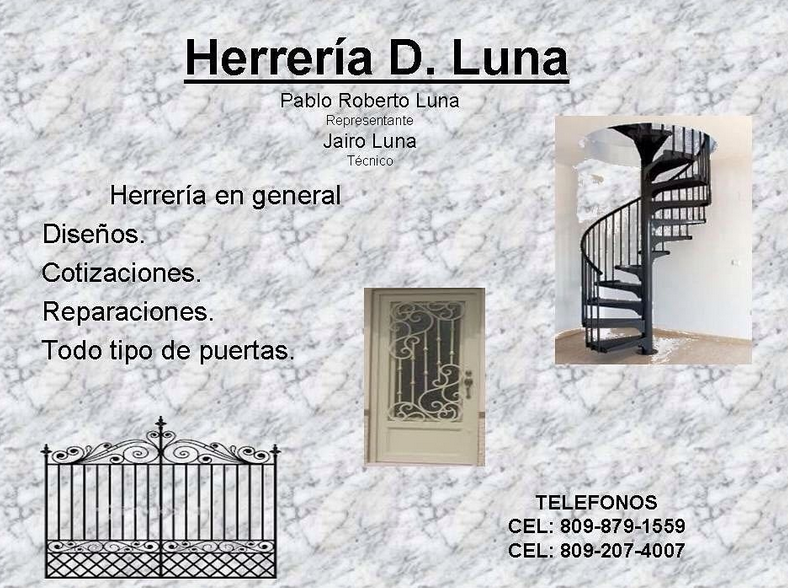 Herrería D. Luna
Pablo Roberto Luna
Representante
Jairo Luna
Técnico
Herrería en general
Diseños.
Cotizaciones.
Reparaciones.
Todo tipo de puertas.
TELEFONOS
CEL: 809-879-1559
CEL: 809-207-4007